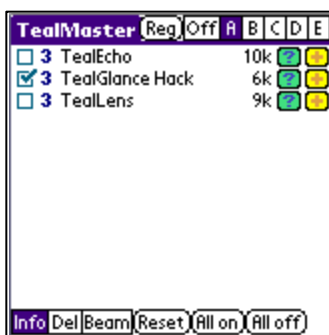 TealMaster Reg Off A B C D E
3 TealEcho 10k ? +
3 TealGlance Hack 6k ? +
3 TealLens 9k ? +
Info Del Beam Reset All on All off